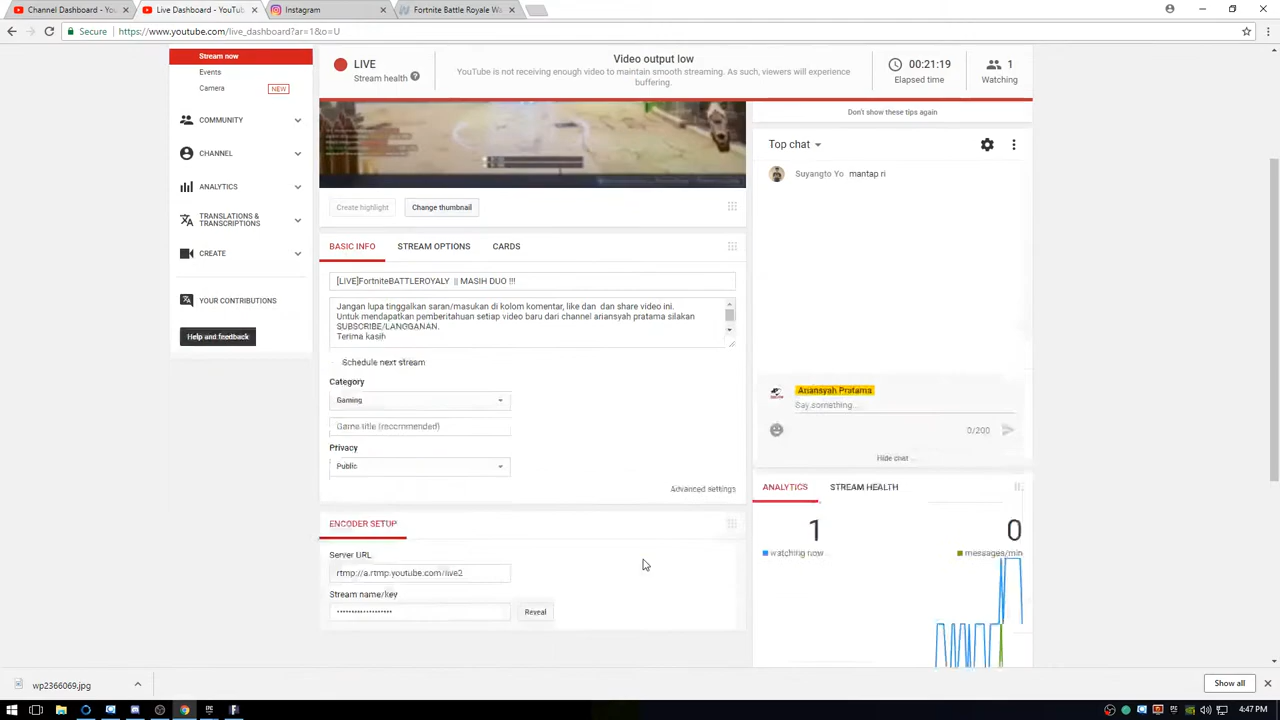 Channel Dashboard - You
Live Dashboard - YouTub
Instagram
Fortnite Battle Royale Wa
Secure
https://www.youtube.com/live_dashboard?ar=1&o=U
Stream now
Events
Camera
NEW
COMMUNITY
CHANNEL
ANALYTICS
TRANSLATIONS &
TRANSCRIPTIONS
CREATE
YOUR CONTRIBUTIONS
Help and feedback
LIVE
Stream health
Video output low
YouTube is not receiving enough video to maintain smooth streaming. As such, viewers will experience
buffering.
00:21:19
Elapsed time
1
Watching
Create highlight
Change thumbnail
BASIC INFO
STREAM OPTIONS
CARDS
[LIVE]FortniteBATTLEROYALY || MASIH DUO !!!
Jangan lupa tinggalkan saran/masukan di kolom komentar, like dan dan share video ini.
Untuk mendapatkan pemberitahuan setiap video baru dari channel ariansyah pratama silakan
SUBSCRIBE/LANGGANAN.
Terima kasih
Schedule next stream
Category
Gaming
Game title (recommended)
Privacy
Public
Advanced settings
ENCODER SETUP
Server URL
rtmp://a.rtmp.youtube.com/live2
Stream name/key
••••••••••••••••••••
Reveal
Don't show these tips again
Top chat
Suyangto Yo mantap ri
Ariansyah Pratama
Say something...
0/200
Hide chat
ANALYTICS
STREAM HEALTH
1
0
watching now
messages/min
wp2366069.jpg
Show all
4:47 PM